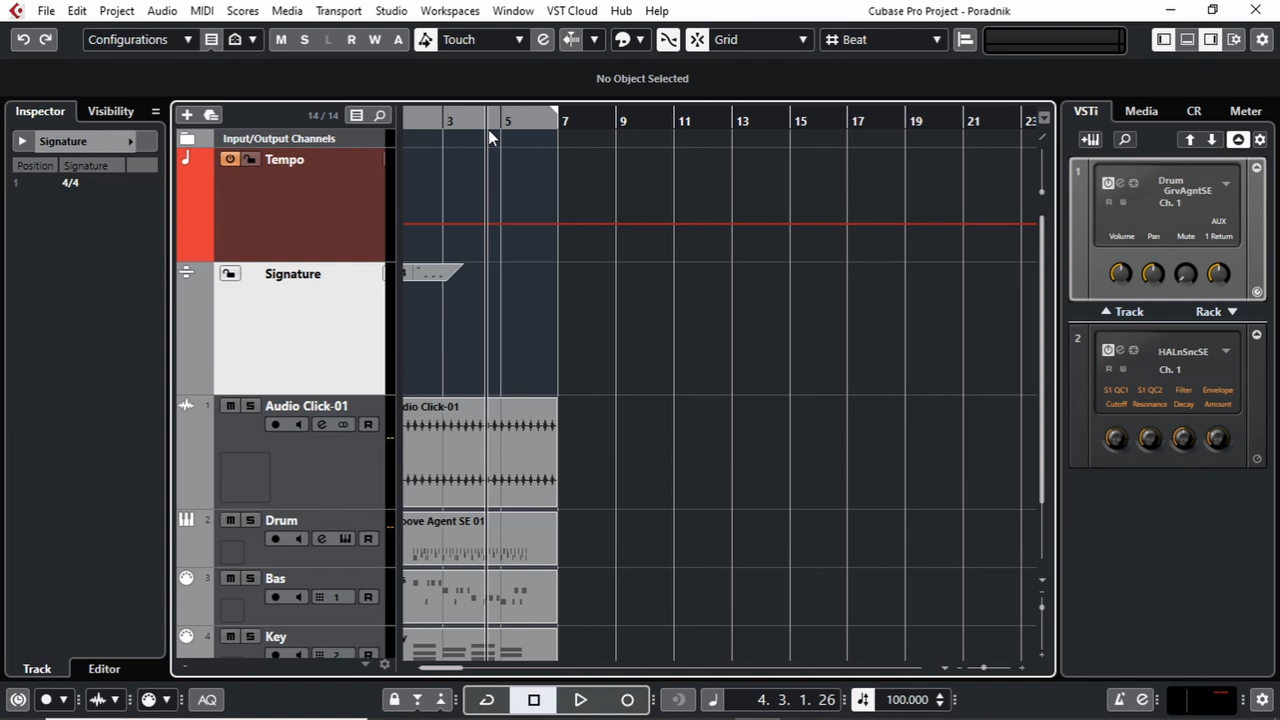 File Edit Project Audio MIDI Scores Media Transport Studio Workspaces Window VST Cloud Hub Help Cubase Pro Project - Poradnik
Configurations M S L R W A Touch Grid Beat
No Object Selected
Inspector Visibility 14 / 14 3 5 7 9 11 13 15 17 19 21 23 VSTi Media CR Meter
Signature Input/Output Channels
Position Signature Tempo
1 4/4
1 Drum
GrvAgntSE
R Ch. 1
AUX
Volume Pan Mute 1 Return
Signature 4
Track Rack
2 HALnSncSE
R Ch. 1
S1 QC1 S1 QC2 Filter Envelope
Cutoff Resonance Decay Amount
1 M S Audio Click-01 dio Click-01
R
2 M S Drum oove Agent SE 01
R
3 M S Bas s
1 R
4 M S Key y
2 R
Track Editor
AQ 4. 3. 1. 26 100.000